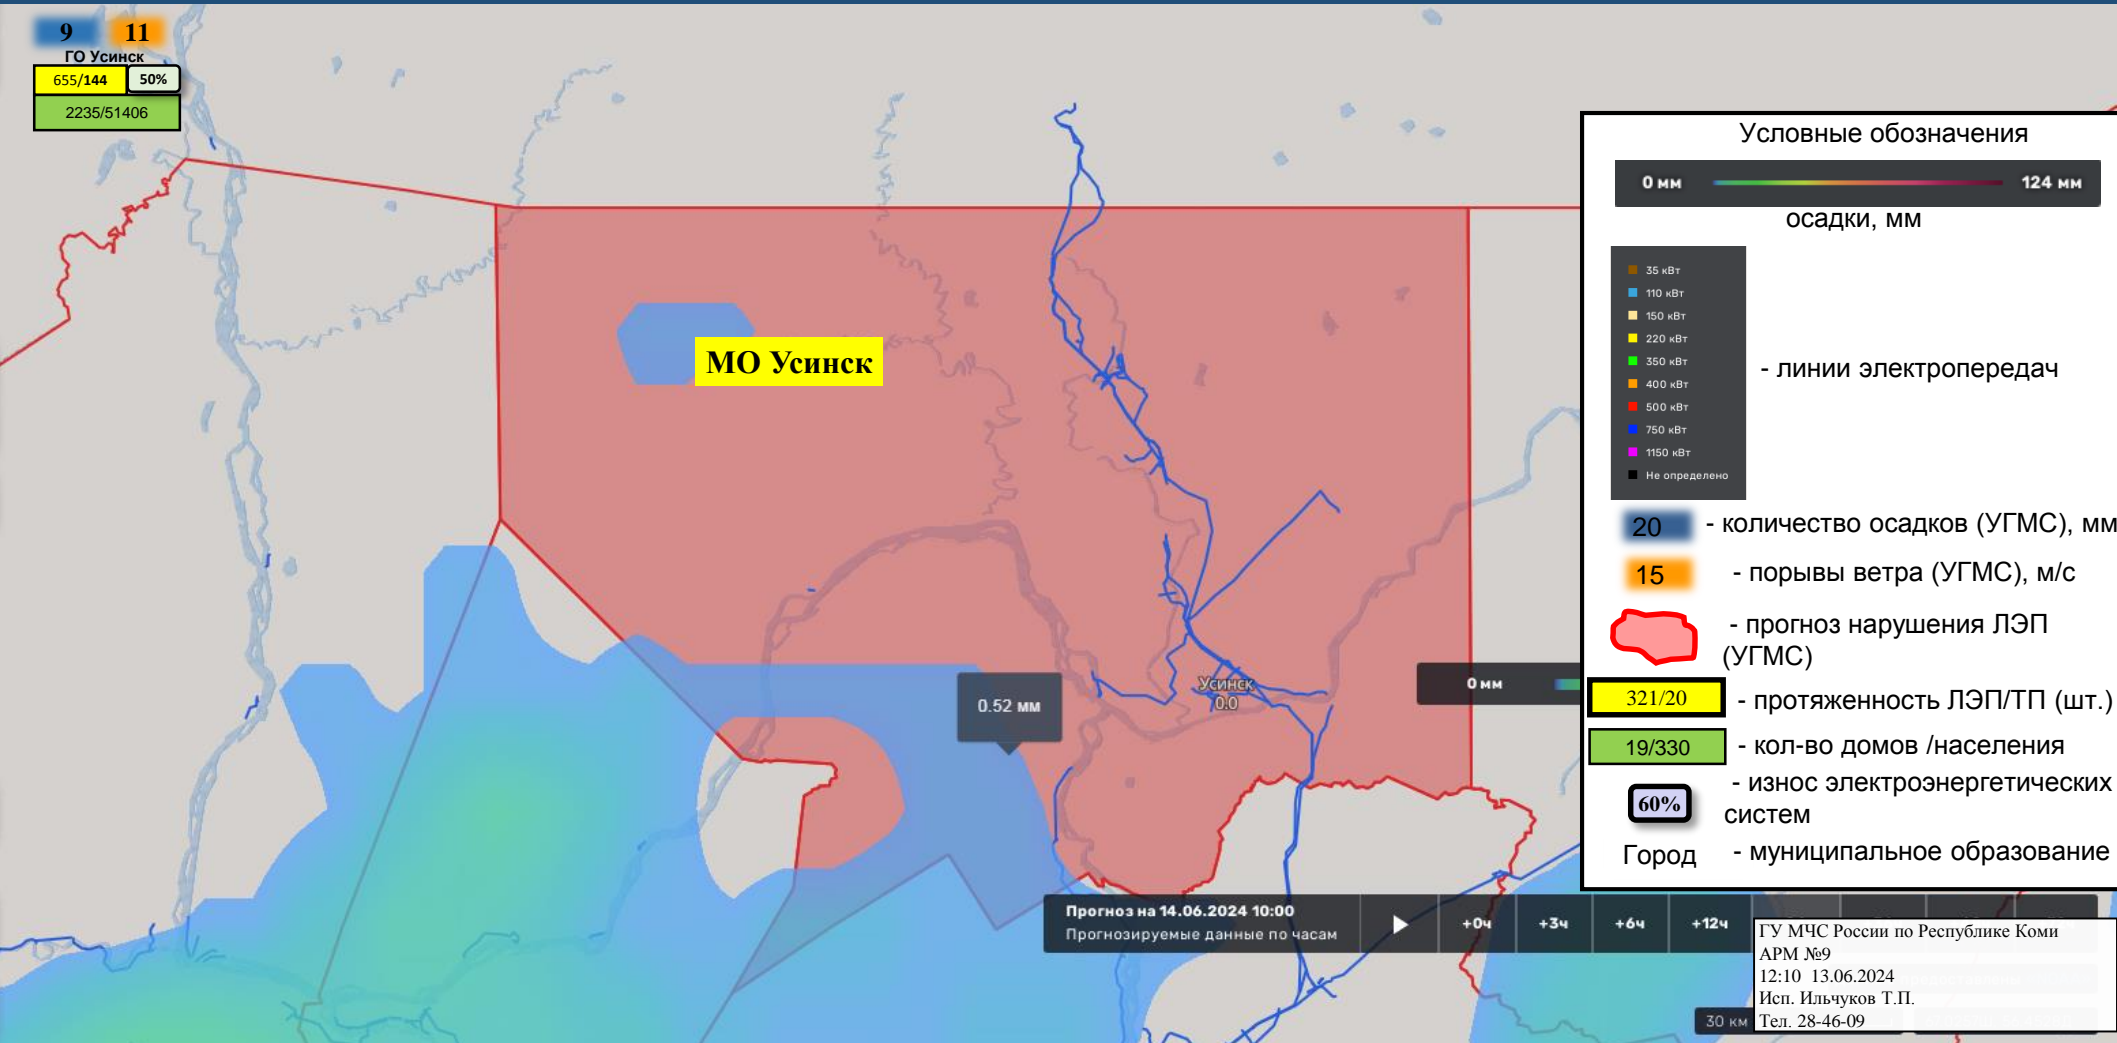 9 11
ГО Усинск
655/144 50%
2235/51406
МО Усинск
0.52 мм
Усинск
0.0
0 мм
Условные обозначения
0 мм 124 мм
осадки, мм
35 кВт
110 кВт
150 кВт
220 кВт
350 кВт
400 кВт
500 кВт
750 кВт
1150 кВт
Не определено
- линии электропередач
20 - количество осадков (УГМС), мм
15 - порывы ветра (УГМС), м/с
- прогноз нарушения ЛЭП
(УГМС)
321/20 - протяженность ЛЭП/ТП (шт.)
19/330 - кол-во домов /населения
60% - износ электроэнергетических
систем
Город - муниципальное образование
Прогноз на 14.06.2024 10:00
Прогнозируемые данные по часам
+0ч +3ч +6ч +12ч
ГУ МЧС России по Республике Коми
АРМ №9
12:10 13.06.2024
Исп. Ильчуков Т.П.
Тел. 28-46-09
30 км